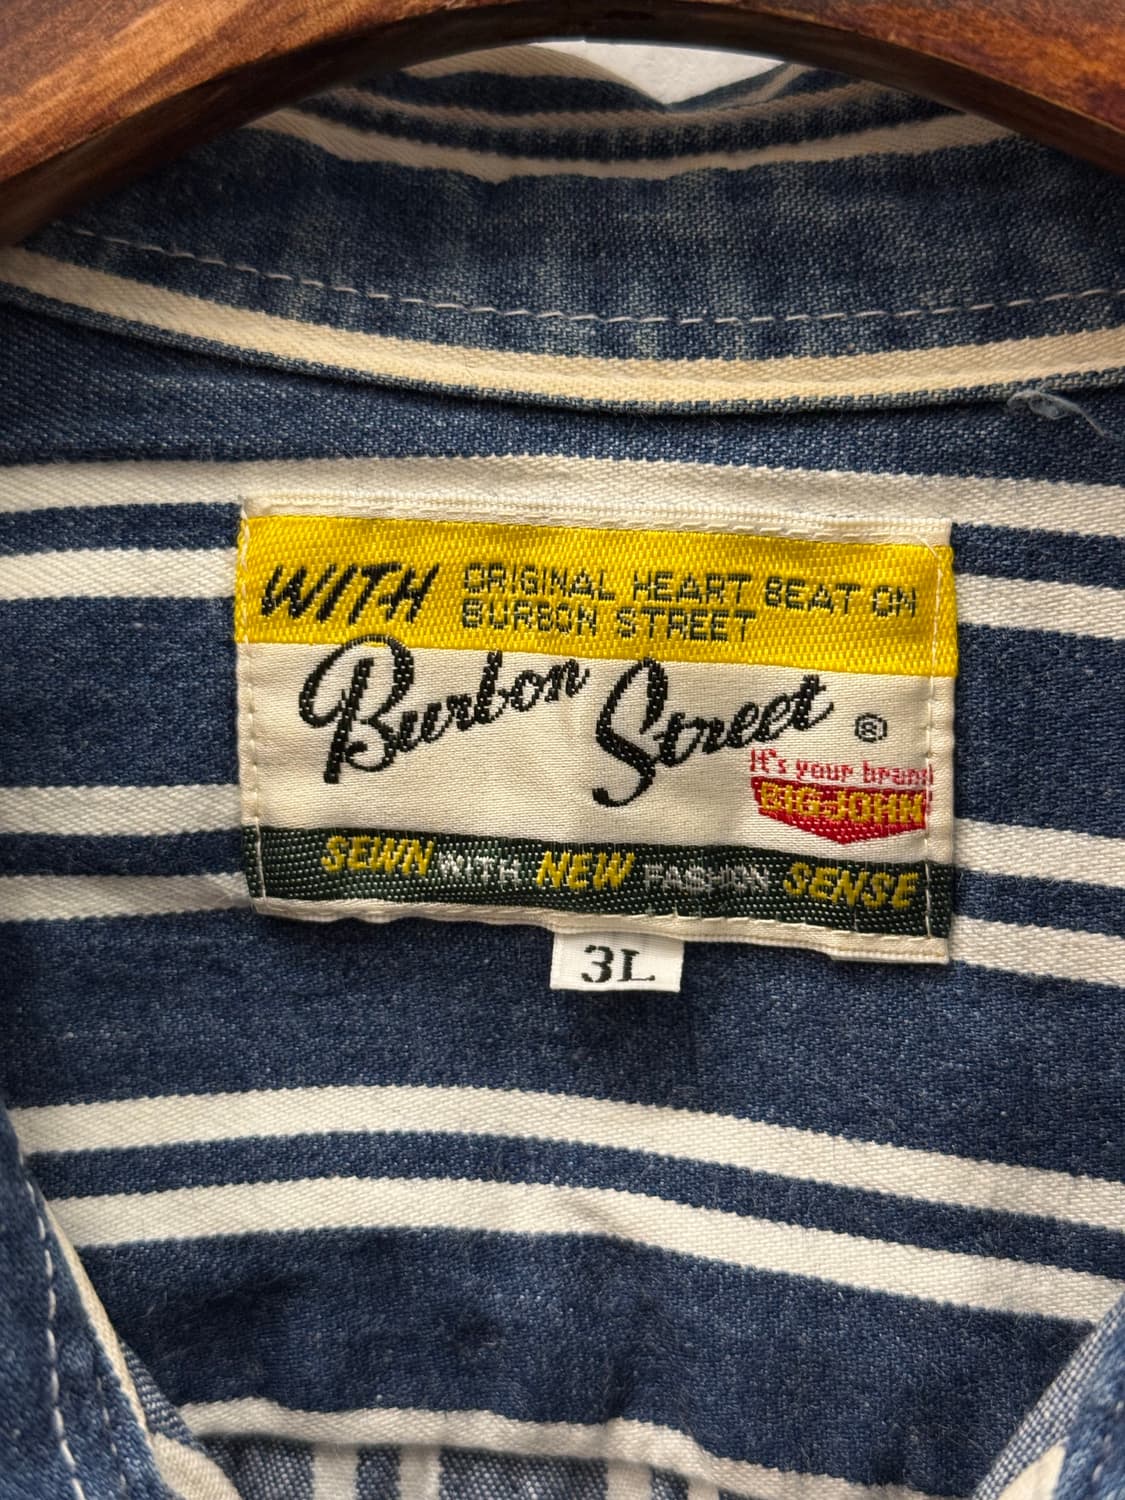 WITH ORIGINAL HEART BEAT ON
BURBON STREET
Burbon Street ®
It's your brand
BIG JOHN
SEWN WITH NEW FASHION SENSE
3L